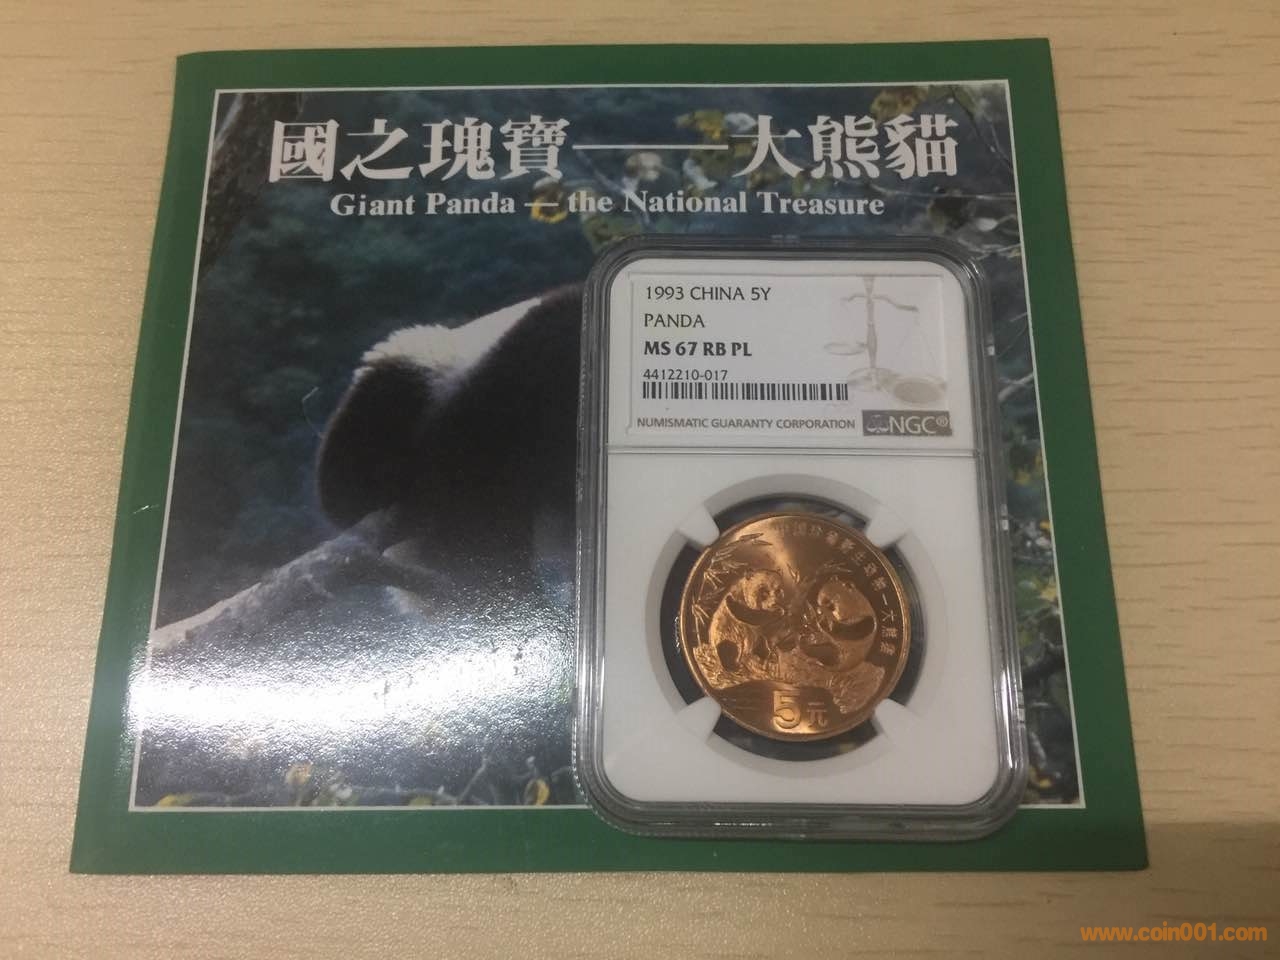 國之瑰寶——大熊貓
Giant Panda — the National Treasure
1993 CHINA 5Y
PANDA
MS 67 RB PL
4412210-017
NUMISMATIC GUARANTY CORPORATION
NGC®
5元
www.coin001.com